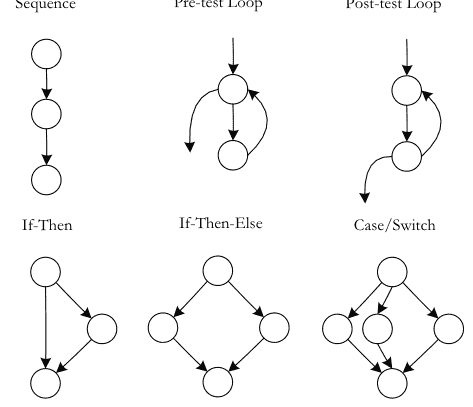 Sequence
Pre-test Loop
Post-test Loop
If-Then
If-Then-Else
Case/Switch